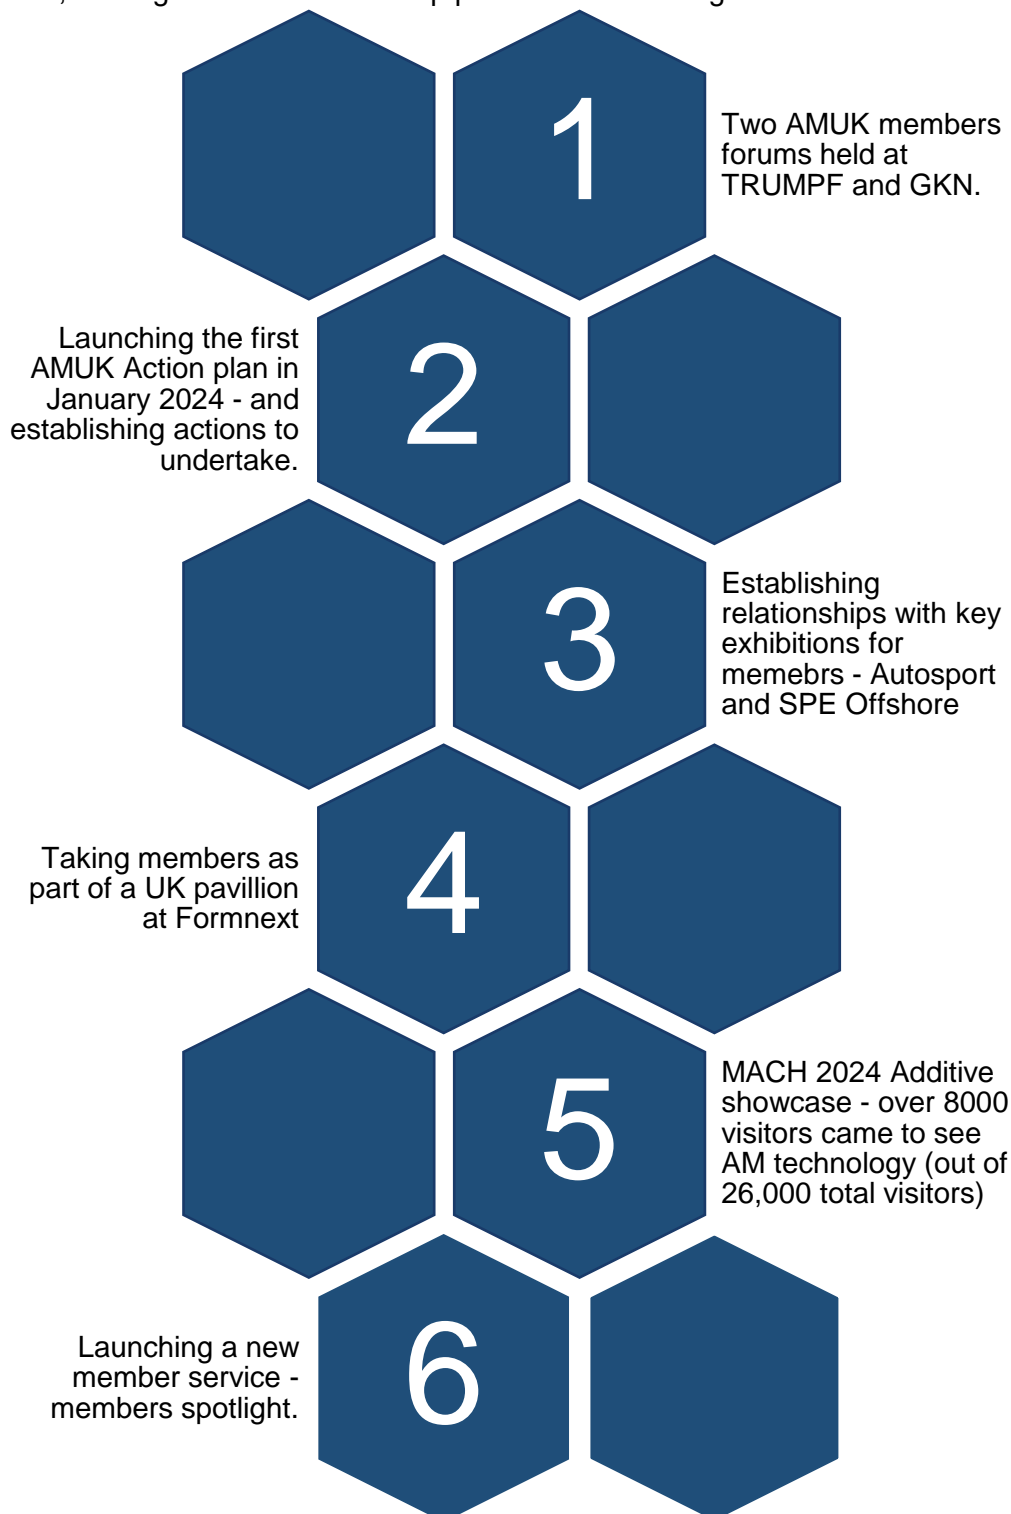 1
Two AMUK members
forums held at
TRUMPF and GKN.
Launching the first
AMUK Action plan in
January 2024 - and
establishing actions to
undertake.
2
3
Establishing
relationships with key
exhibitions for
memebrs - Autosport
and SPE Offshore
Taking members as
part of a UK pavillion
at Formnext
4
5
MACH 2024 Additive
showcase - over 8000
visitors came to see
AM technology (out of
26,000 total visitors)
Launching a new
member service -
members spotlight.
6